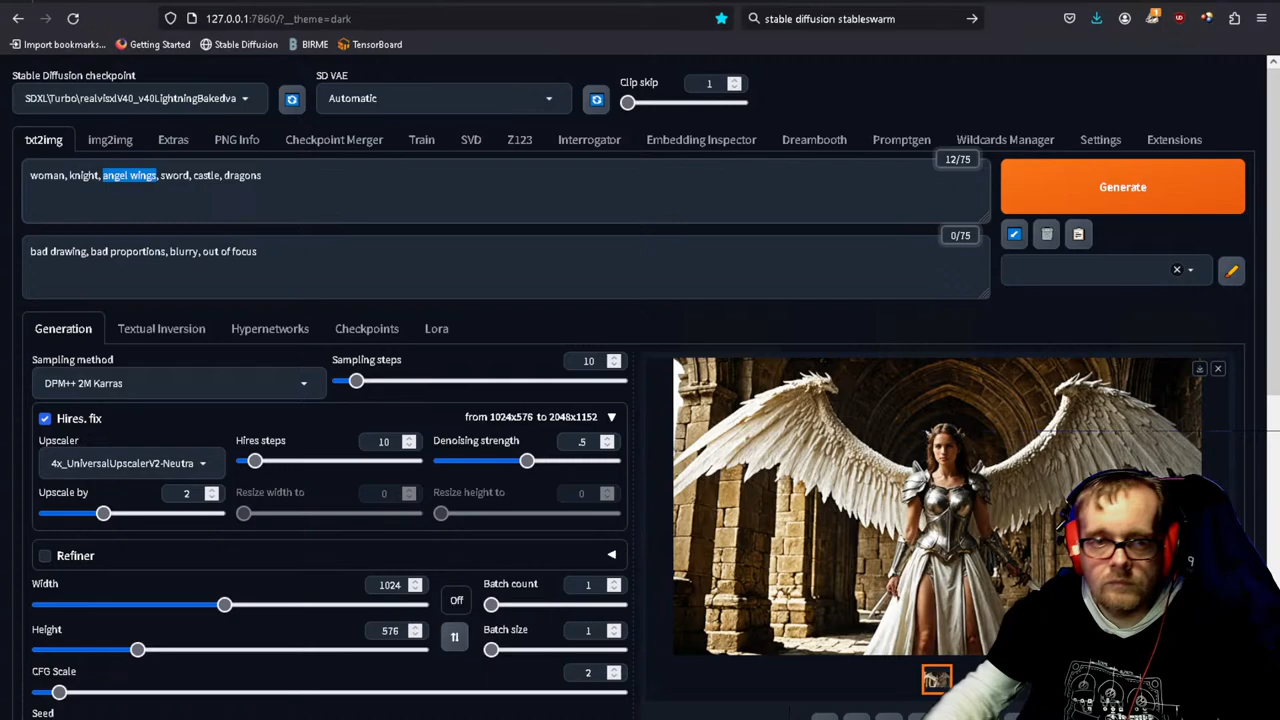 127.0.0.1:7860/?__theme=dark
stable diffusion stableswarm
Import bookmarks...
Getting Started
Stable Diffusion
BIRME
TensorBoard
Stable Diffusion checkpoint
SD VAE
Clip skip
1
SDXL\Turbo\realvisxlV40_v40LightningBakedva
Automatic
txt2img
img2img
Extras
PNG Info
Checkpoint Merger
Train
SVD
Z123
Interrogator
Embedding Inspector
Dreambooth
Promptgen
Wildcards Manager
Settings
Extensions
12/75
woman, knight, angel wings, sword, castle, dragons
Generate
0/75
bad drawing, bad proportions, blurry, out of focus
Generation
Textual Inversion
Hypernetworks
Checkpoints
Lora
Sampling method
Sampling steps
10
DPM++ 2M Karras
Hires. fix
from 1024x576 to 2048x1152
Upscaler
Hires steps
10
Denoising strength
.5
4x_UniversalUpscalerV2-Neutra
Upscale by
2
Resize width to
0
Resize height to
0
Refiner
Width
1024
Batch count
1
Off
Height
576
Batch size
1
CFG Scale
2
Seed